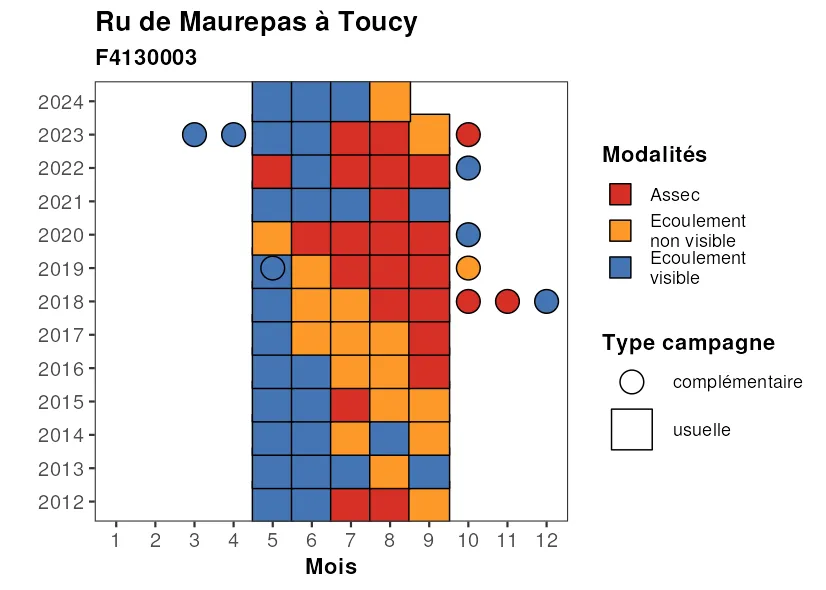 Ru de Maurepas à Toucy
F4130003
2024
2023
2022
2021
2020
2019
2018
2017
2016
2015
2014
2013
2012
1 2 3 4 5 6 7 8 9 10 11 12
Mois
Modalités
Assec
Ecoulement
non visible
Ecoulement
visible
Type campagne
complémentaire
usuelle